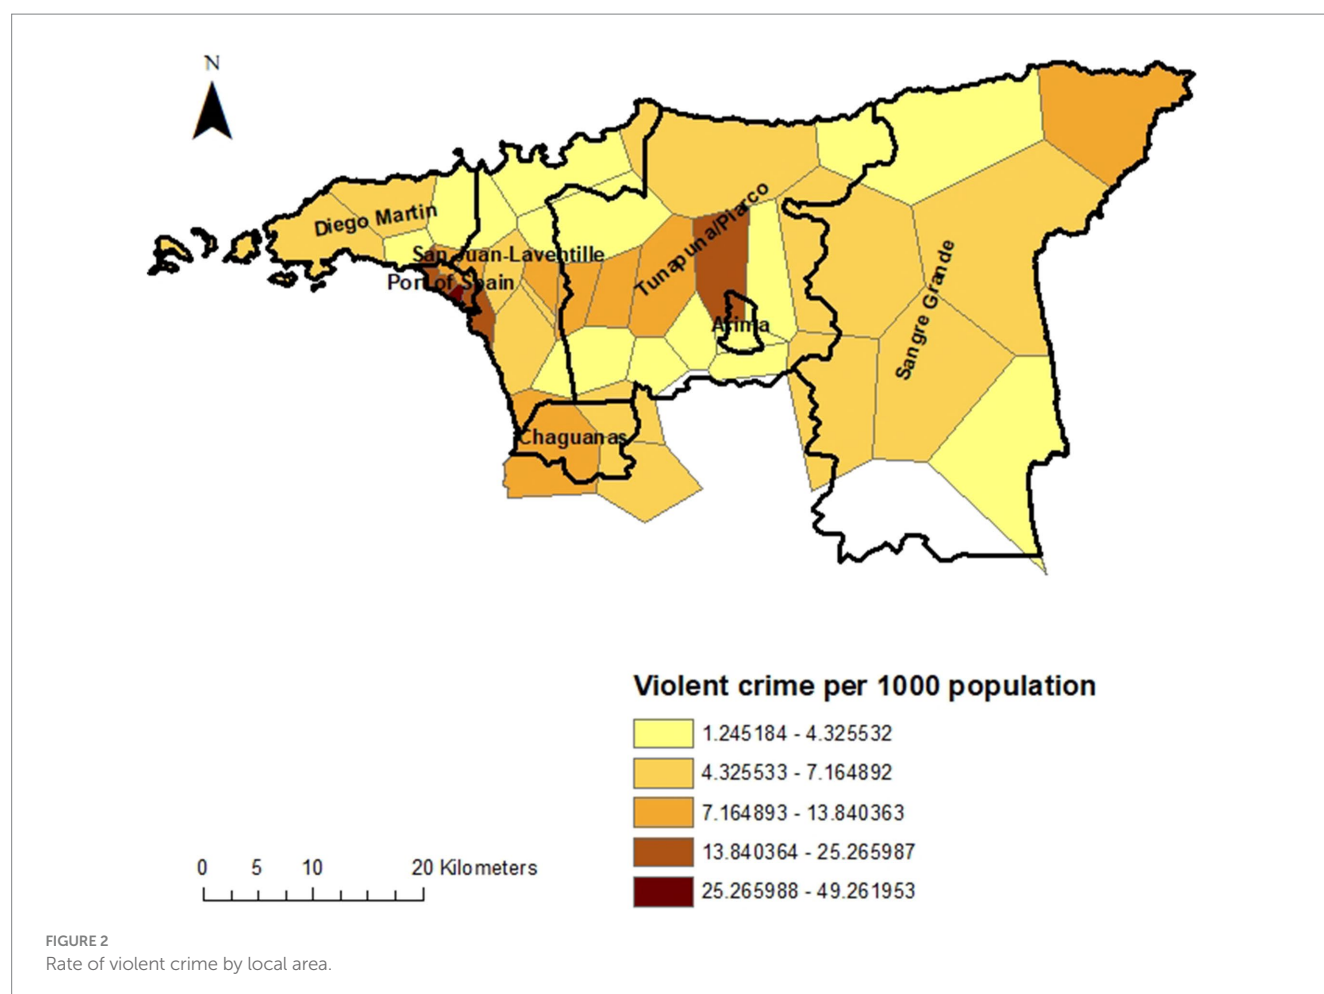 N
Diego Martin
San Juan-Laventille
Port of Spain
Tunapuna/Piarco
Arima
Sangre Grande
Chaguanas
Violent crime per 1000 population
1.245184 - 4.325532
4.325533 - 7.164892
7.164893 - 13.840363
13.840364 - 25.265987
25.265988 - 49.261953
0 5 10 20 Kilometers
FIGURE 2
Rate of violent crime by local area.